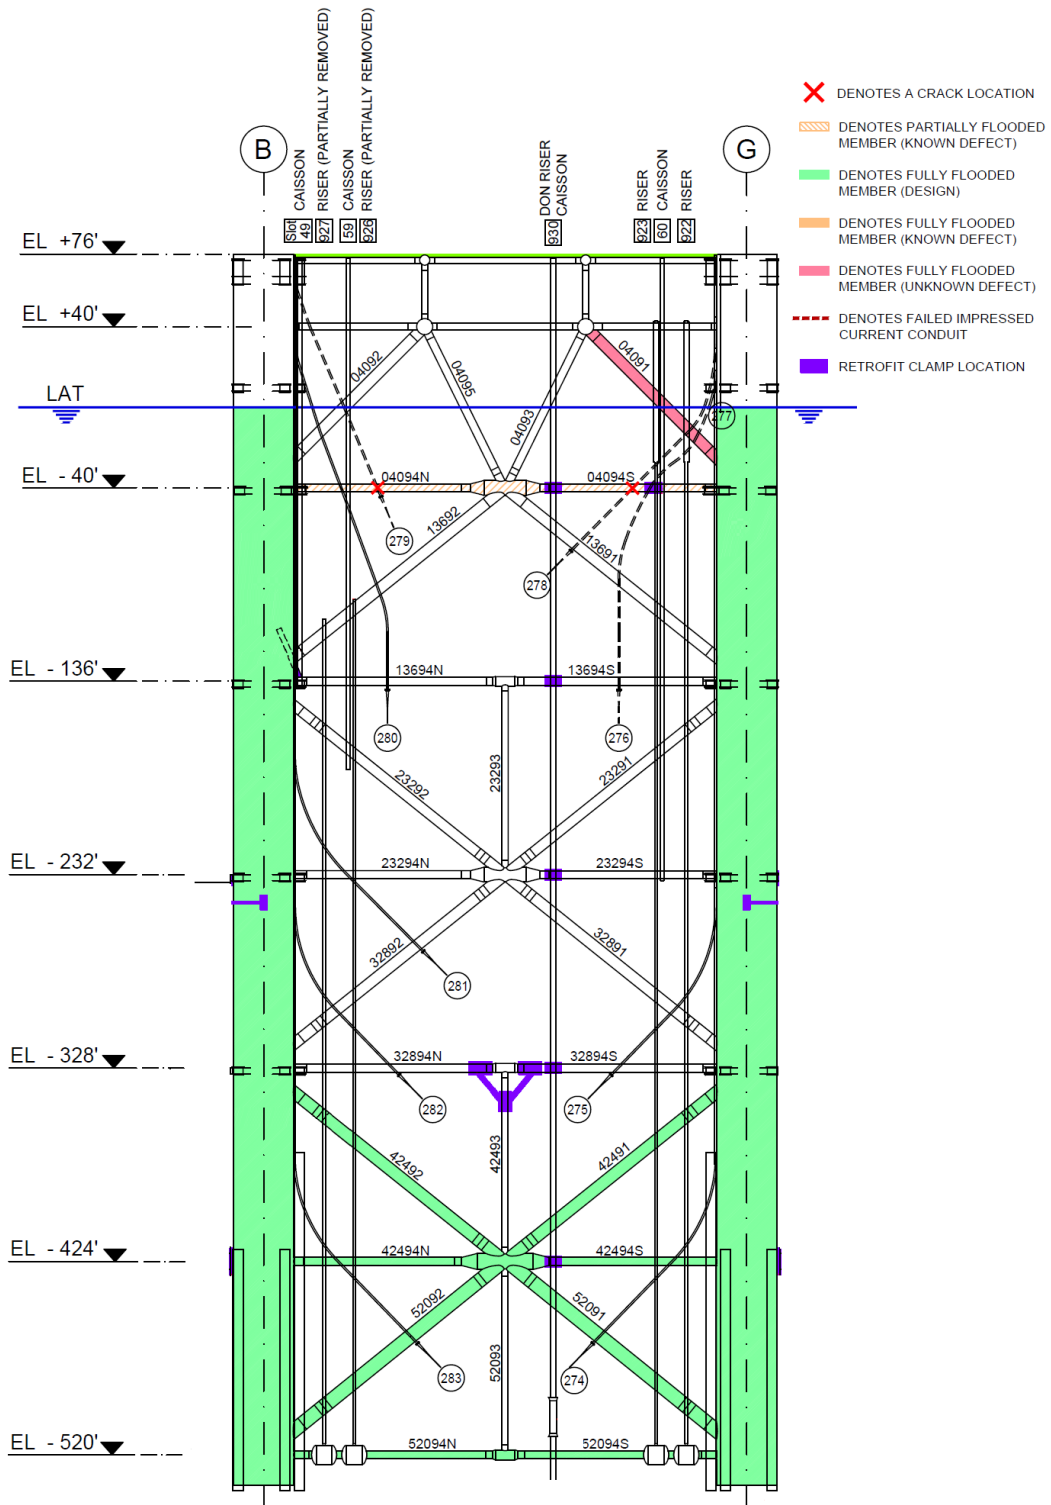 CAISSON
RISER (PARTIALLY REMOVED)
CAISSON
RISER (PARTIALLY REMOVED)
DON RISER
CAISSON
RISER
CAISSON
RISER
Slot
49
927
59
926
930
923
60
922
B
G
DENOTES A CRACK LOCATION
DENOTES PARTIALLY FLOODED
MEMBER (KNOWN DEFECT)
DENOTES FULLY FLOODED
MEMBER (DESIGN)
DENOTES FULLY FLOODED
MEMBER (KNOWN DEFECT)
DENOTES FULLY FLOODED
MEMBER (UNKNOWN DEFECT)
DENOTES FAILED IMPRESSED
CURRENT CONDUIT
RETROFIT CLAMP LOCATION
EL +76'
EL +40'
04092
04095
04093
04091
LAT
277
EL - 40'
04094N
04094S
13692
13691
279
278
EL - 136'
13694N
13694S
280
276
23292
23293
23291
EL - 232'
23294N
23294S
32892
32891
281
EL - 328'
32894N
32894S
282
275
42492
42493
42491
EL - 424'
42494N
42494S
52092
52093
52091
283
274
EL - 520'
52094N
52094S